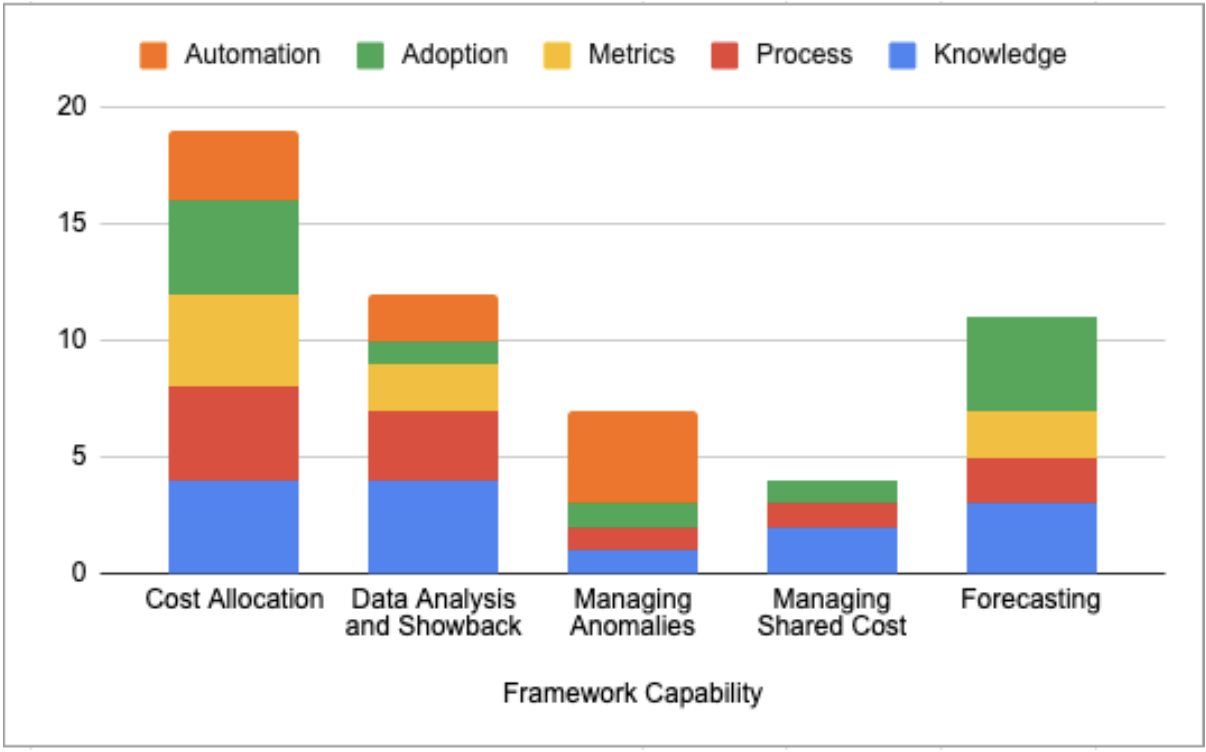 Automation Adoption Metrics Process Knowledge
20
15
10
5
0
Cost Allocation Data Analysis Managing Managing Forecasting
and Showback Anomalies Shared Cost
Framework Capability